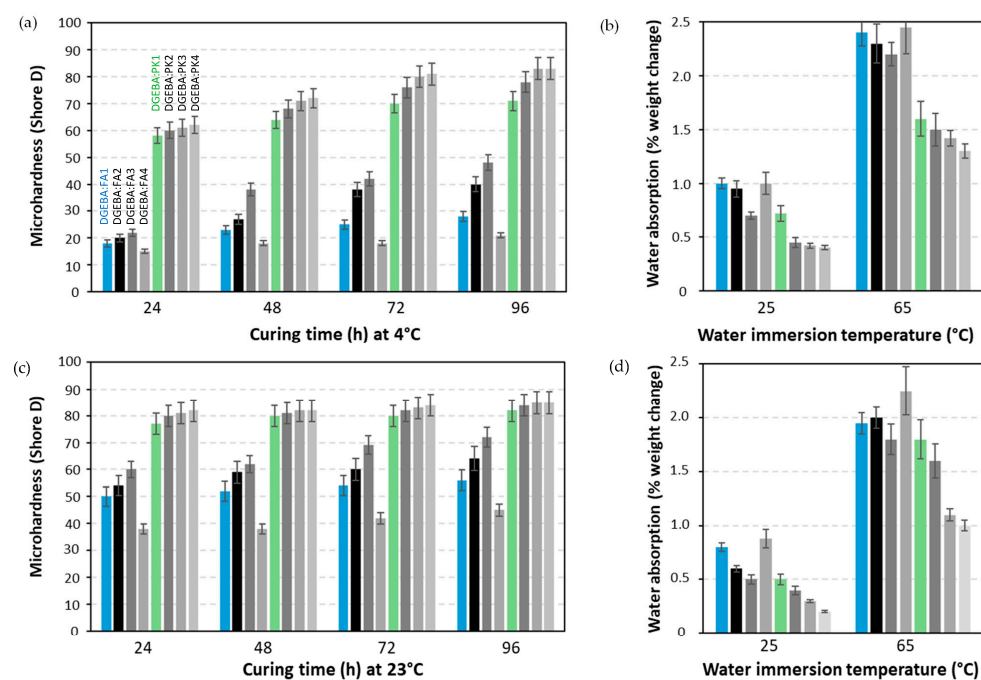 (a)
Microhardness (Shore D)
100
90
80
70
60
50
40
30
20
10
0
DGEBA:FA1
DGEBA:FA2
DGEBA:FA3
DGEBA:FA4
DGEBA:PK1
DGEBA:PK2
DGEBA:PK3
DGEBA:PK4
24 48 72 96
Curing time (h) at 4°C
(b)
Water absorption (% weight change)
2.5
2.0
1.5
1.0
0.5
0
25 65
Water immersion temperature (°C)
(c)
Microhardness (Shore D)
100
90
80
70
60
50
40
30
20
10
0
24 48 72 96
Curing time (h) at 23°C
(d)
Water absorption (% weight change)
2.5
2.0
1.5
1.0
0.5
0
25 65
Water immersion temperature (°C)